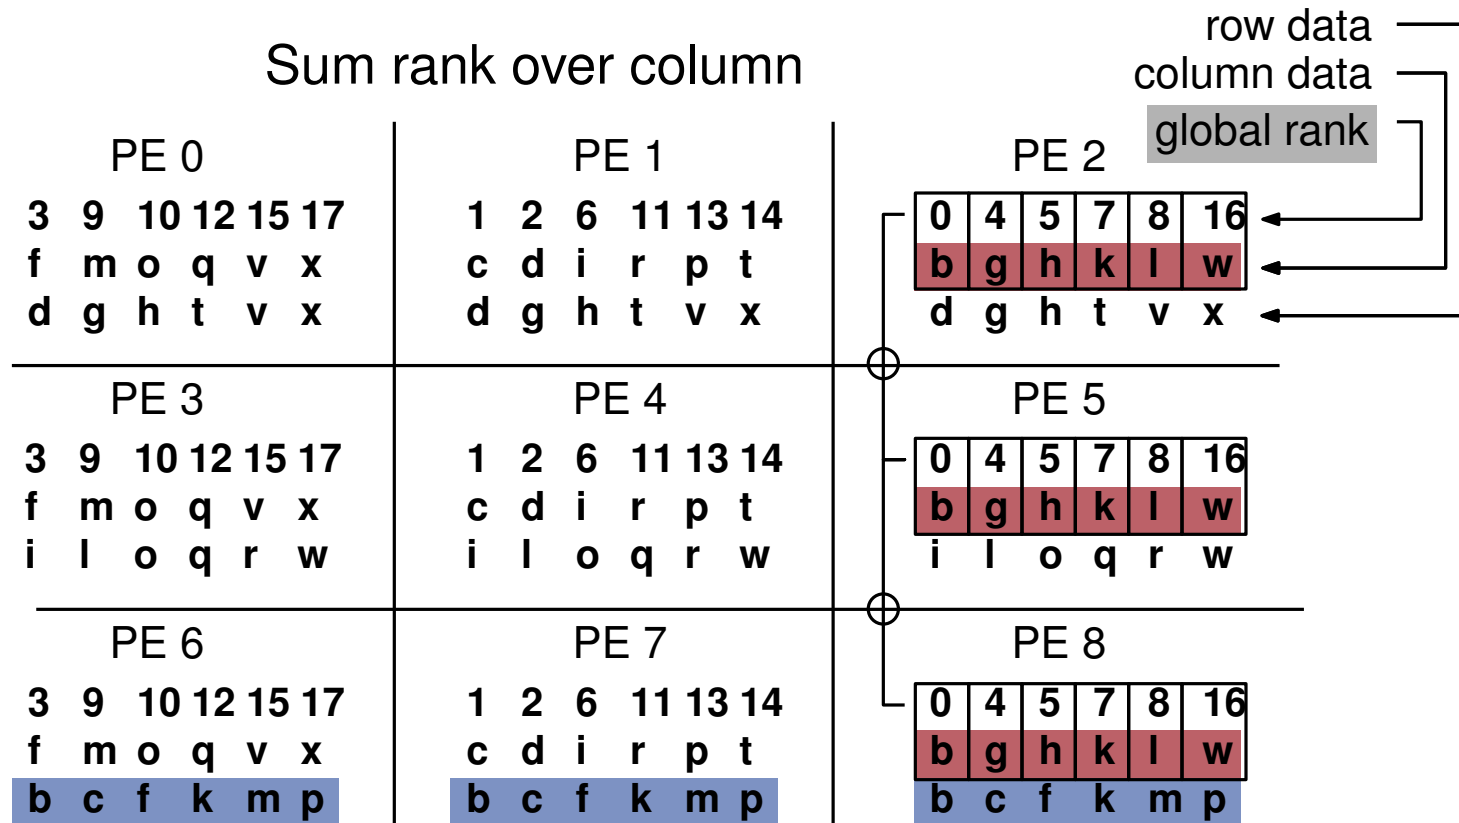 row data
Sum rank over column
column data
global rank
PE 0
3 9 10 12 15 17
f m o q v x
d g h t v x
PE 1
1 2 6 11 13 14
c d i r p t
d g h t v x
PE 2
0 4 5 7 8 16
b g h k l w
d g h t v x
PE 3
3 9 10 12 15 17
f m o q v x
i l o q r w
PE 4
1 2 6 11 13 14
c d i r p t
i l o q r w
PE 5
0 4 5 7 8 16
b g h k l w
i l o q r w
PE 6
3 9 10 12 15 17
f m o q v x
b c f k m p
PE 7
1 2 6 11 13 14
c d i r p t
b c f k m p
PE 8
0 4 5 7 8 16
b g h k l w
b c f k m p